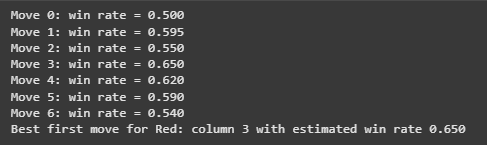 Move 0: win rate = 0.500
Move 1: win rate = 0.595
Move 2: win rate = 0.550
Move 3: win rate = 0.650
Move 4: win rate = 0.620
Move 5: win rate = 0.590
Move 6: win rate = 0.540
Best first move for Red: column 3 with estimated win rate 0.650